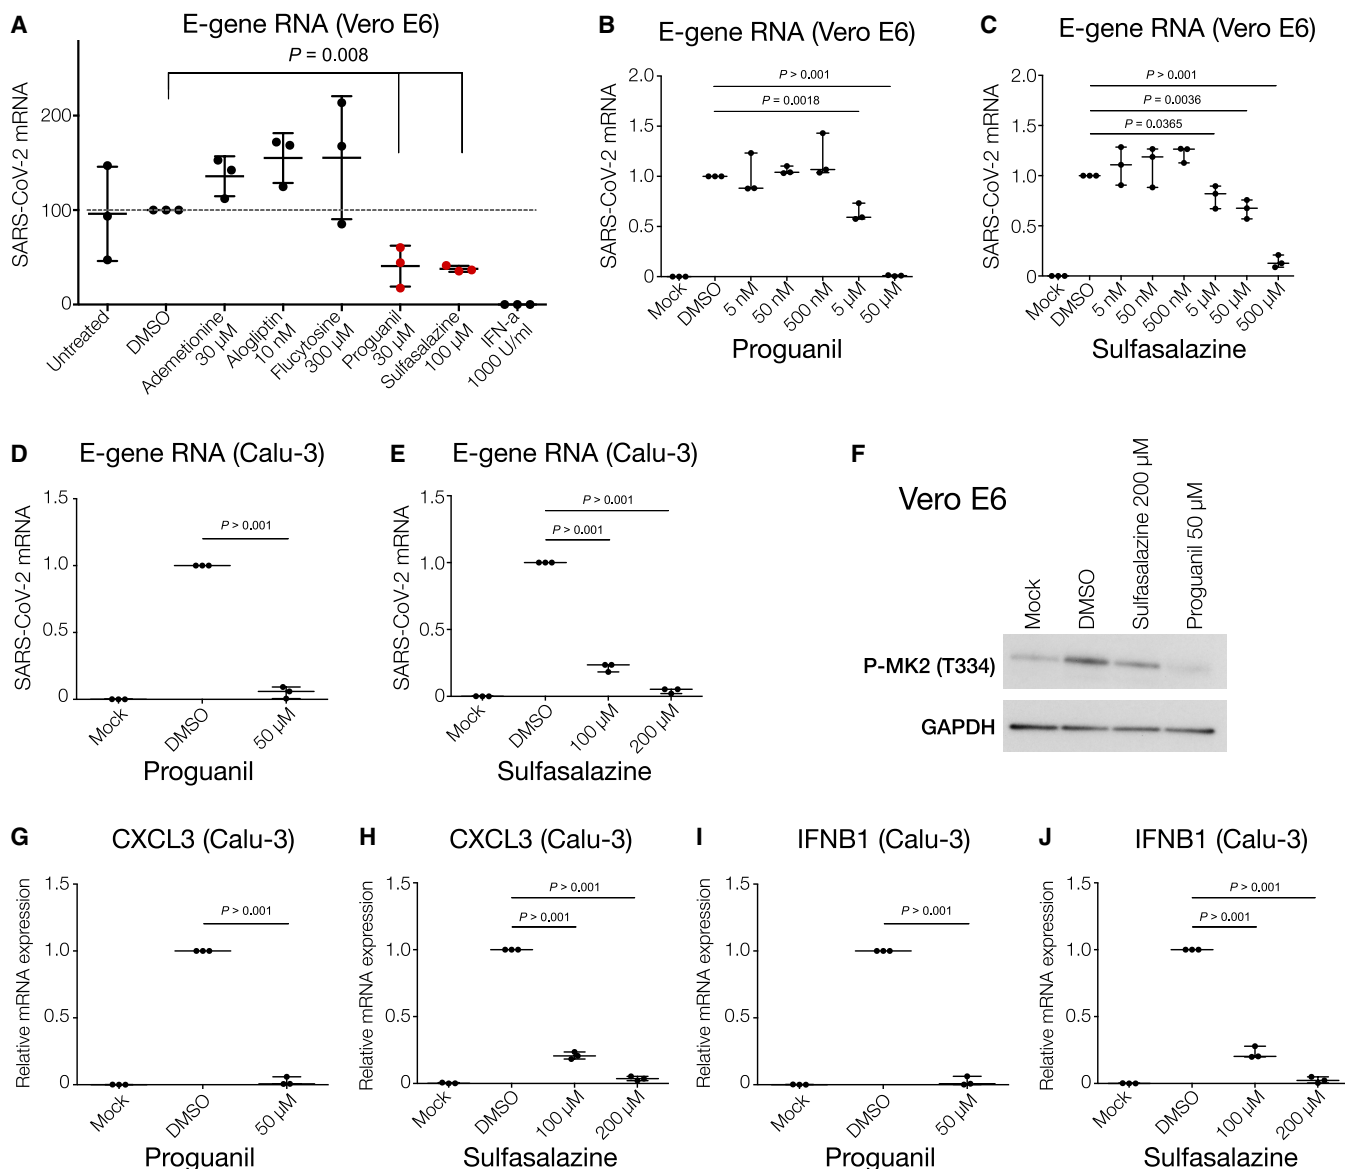 A
E-gene RNA (Vero E6)
P = 0.008
SARS-CoV-2 mRNA
200
100
0
Untreated
DMSO
Ademetionine
30 µM
Alogliptin
10 nM
Flucytosine
300 µM
Proguanil
30 µM
Sulfasalazine
100 µM
IFN-a
1000 U/ml
B
E-gene RNA (Vero E6)
P > 0.001
P = 0.0018
SARS-CoV-2 mRNA
2.0
1.5
1.0
0.5
0
Mock
DMSO
5 nM
50 nM
500 nM
5 µM
50 µM
Proguanil
C
E-gene RNA (Vero E6)
P > 0.001
P = 0.0036
P = 0.0365
SARS-CoV-2 mRNA
2.0
1.5
1.0
0.5
0
Mock
DMSO
5 nM
50 nM
500 nM
5 µM
50 µM
500 µM
Sulfasalazine
D
E-gene RNA (Calu-3)
P > 0.001
SARS-CoV-2 mRNA
1.5
1.0
0.5
0
Mock
DMSO
50 µM
Proguanil
E
E-gene RNA (Calu-3)
P > 0.001
P > 0.001
SARS-CoV-2 mRNA
1.5
1.0
0.5
0
Mock
DMSO
100 µM
200 µM
Sulfasalazine
F
Vero E6
Mock
DMSO
Sulfasalazine 200 µM
Proguanil 50 µM
P-MK2 (T334)
GAPDH
G
CXCL3 (Calu-3)
P > 0.001
Relative mRNA expression
1.5
1.0
0.5
0
Mock
DMSO
50 µM
Proguanil
H
CXCL3 (Calu-3)
P > 0.001
P > 0.001
Relative mRNA expression
1.5
1.0
0.5
0
Mock
DMSO
100 µM
200 µM
Sulfasalazine
I
IFNB1 (Calu-3)
P > 0.001
Relative mRNA expression
1.5
1.0
0.5
0
Mock
DMSO
50 µM
Proguanil
J
IFNB1 (Calu-3)
P > 0.001
P > 0.001
Relative mRNA expression
1.5
1.0
0.5
0
Mock
DMSO
100 µM
200 µM
Sulfasalazine